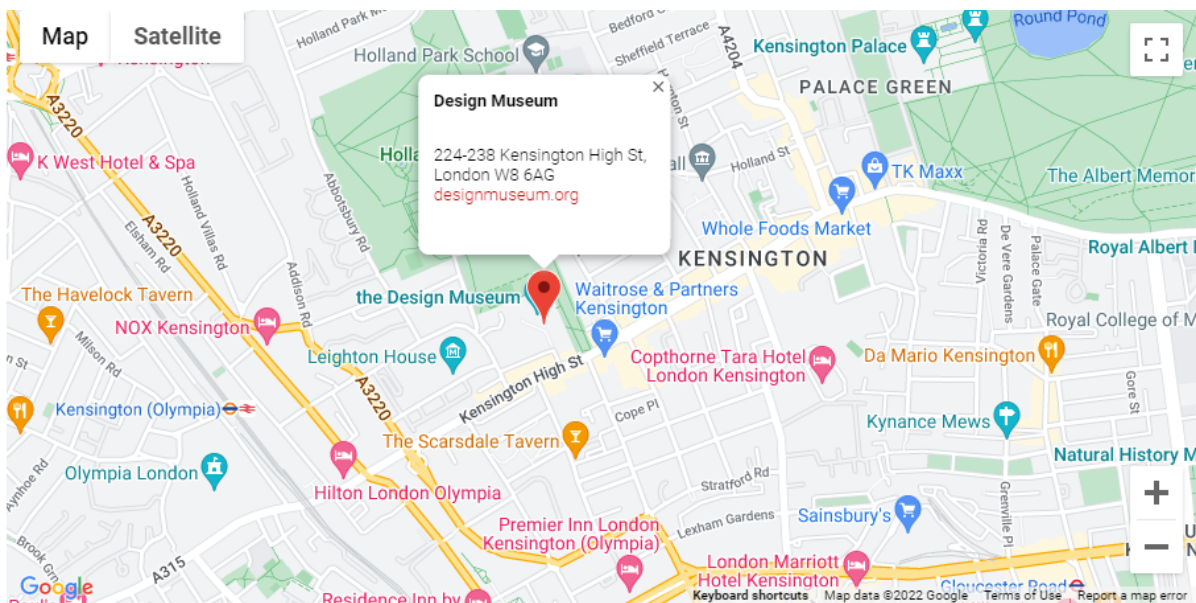 Map
Satellite
Holland Park School
Sheffield Terrace
A4204
Kensington Palace
Round Pond
PALACE GREEN
A3220
K West Hotel & Spa
Holland Villas Rd
Abbotsbury Rd
Design Museum
224-238 Kensington High St,
London W8 6AG
designmuseum.org
Holland St
TK Maxx
The Albert Memor
Whole Foods Market
A3220
Elsham Rd
Addison Rd
KENSINGTON
Victoria Rd
De Vere Gardens
Palace Gate
Royal Albert
The Havelock Tavern
the Design Museum
Waitrose & Partners
Kensington
NOX Kensington
Milson Rd
Leighton House
Royal College of M
Copthorne Tara Hotel
London Kensington
Da Mario Kensington
Kensington High St
A3220
Gore St
Kensington (Olympia)
Cope Pl
Kynance Mews
The Scarsdale Tavern
Olympia London
Natural History M
Aynhoe Rd
Hilton London Olympia
Stratford Rd
Grenville Pl
Premier Inn London
Kensington (Olympia)
Lexham Gardens
Sainsbury's
Brook Grn
A315
London Marriott
Hotel Kensington
Gloucester Road
Google
Residence Inn by
Keyboard shortcuts
Map data ©2022 Google
Terms of Use
Report a map error